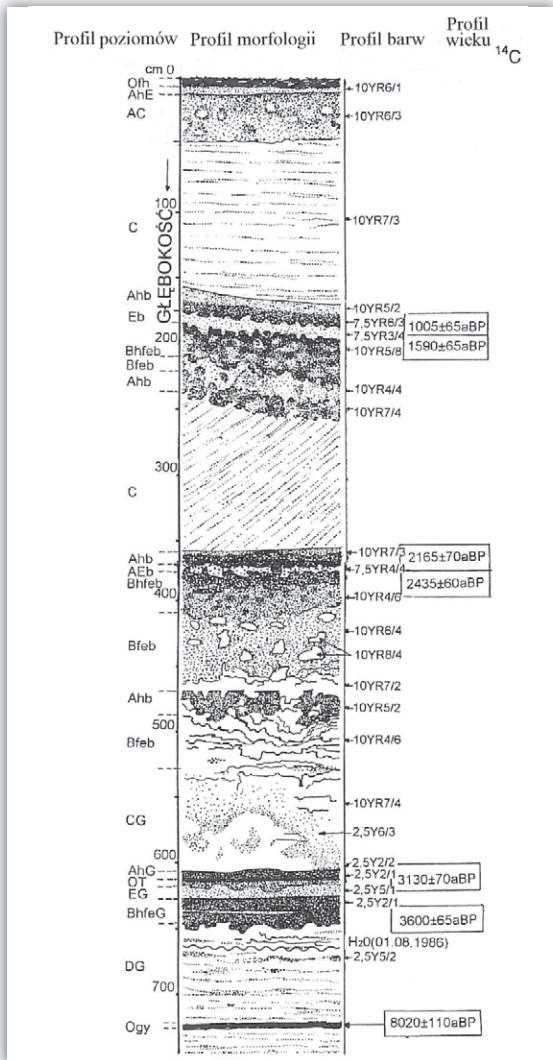 Profil poziomów
Profil morfologii
Profil barw
Profil
wieku
14C
cm 0
GŁEBOKOŚĆ
100
200
300
400
500
600
700
Ofh
AhE
AC
C
Ahb
Eb
Bhfeb
Bfeb
Ahb
C
Ahb
AEb
Bhfeb
Bfeb
Ahb
Bfeb
CG
AhG
OT
EG
BhfeG
DG
Ogy
10YR6/1
10YR6/3
10YR7/3
10YR5/2
7,5YR6/3
7,5YR3/4
10YR5/8
10YR4/4
10YR7/4
10YR7/3
7,5YR4/4
10YR4/6
10YR6/4
10YR8/4
10YR7/2
10YR5/2
10YR4/6
10YR7/4
2,5Y6/3
2,5Y2/2
2,5Y2/1
2,5Y5/1
2,5Y2/1
H20(01.08.1986)
2,5Y5/2
1005±65aBP
1590±65aBP
2165±70aBP
2435±60aBP
3130±70aBP
3600±65aBP
8020±110aBP